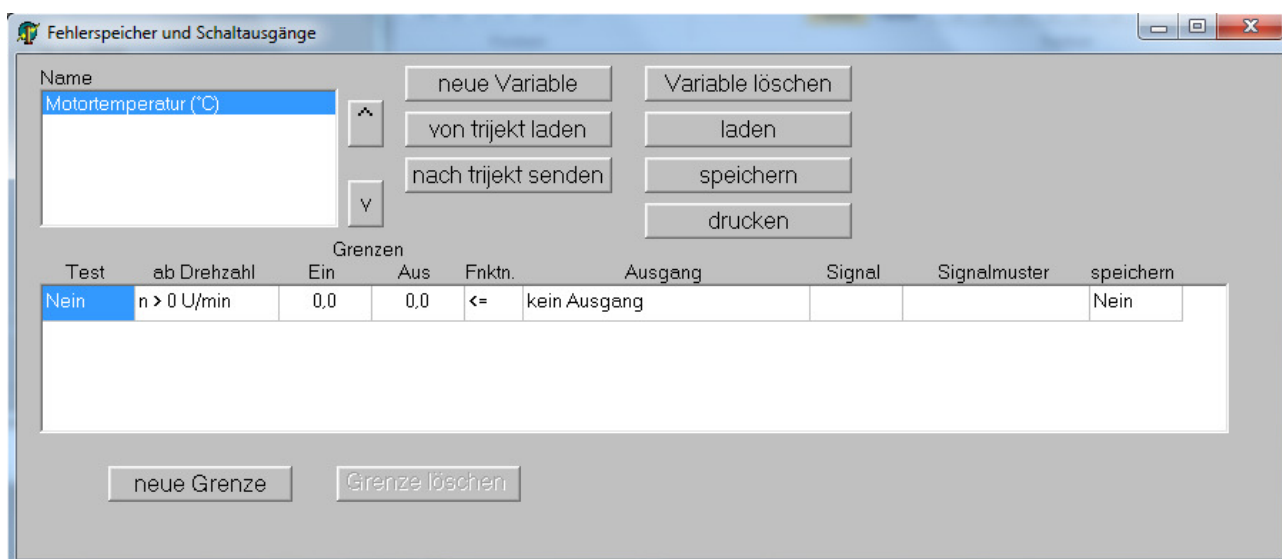 Fehlerspeicher und Schaltausgänge
Name
Motortemperatur (°C)
^
v
neue Variable
Variable löschen
von trijekt laden
laden
nach trijekt senden
speichern
drucken
Grenzen
Test ab Drehzahl Ein Aus Fnktn. Ausgang Signal Signalmuster speichern
Nein n > 0 U/min 0,0 0,0 <= kein Ausgang Nein
neue Grenze Grenze löschen